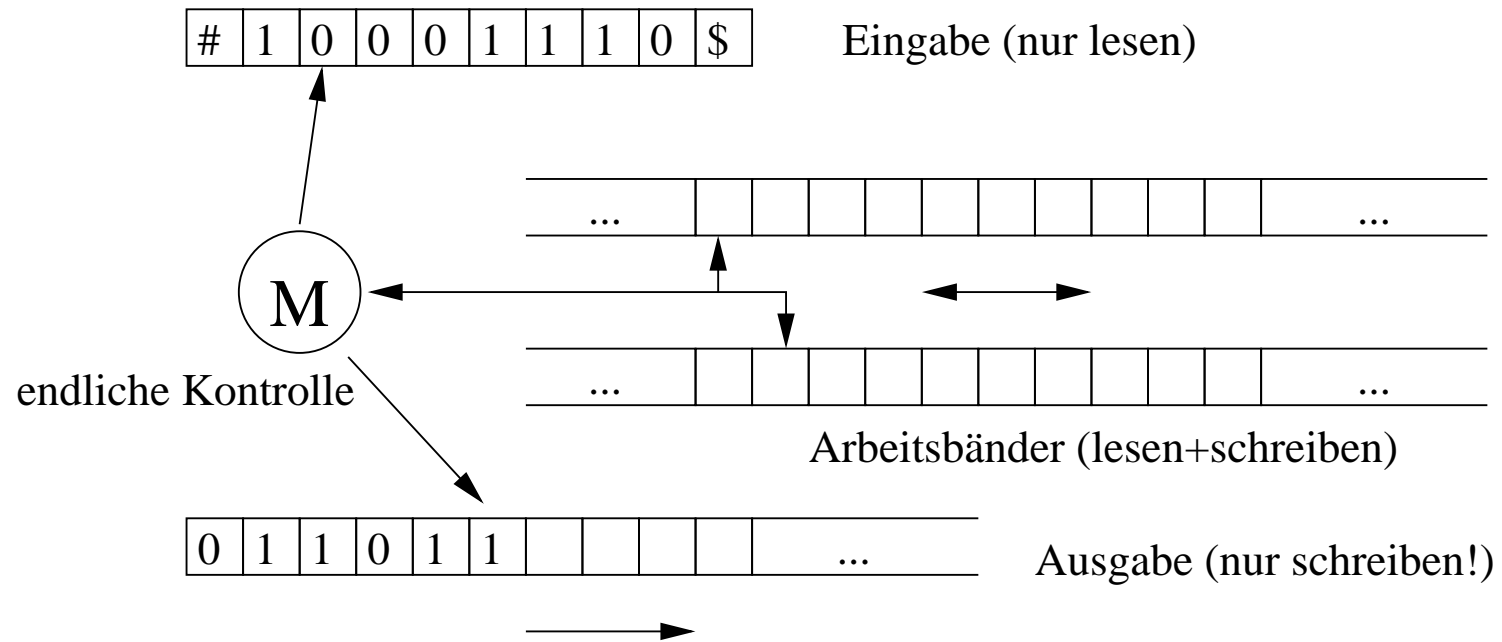 # 1 0 0 0 1 1 1 0 $ Eingabe (nur lesen)
... ...
M
endliche Kontrolle
... ...
Arbeitsbänder (lesen+schreiben)
0 1 1 0 1 1 ... Ausgabe (nur schreiben!)